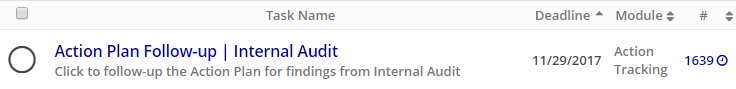 Task Name Deadline Module #
Action Plan Follow-up | Internal Audit
Click to follow-up the Action Plan for findings from Internal Audit
11/29/2017
Action
Tracking
1639